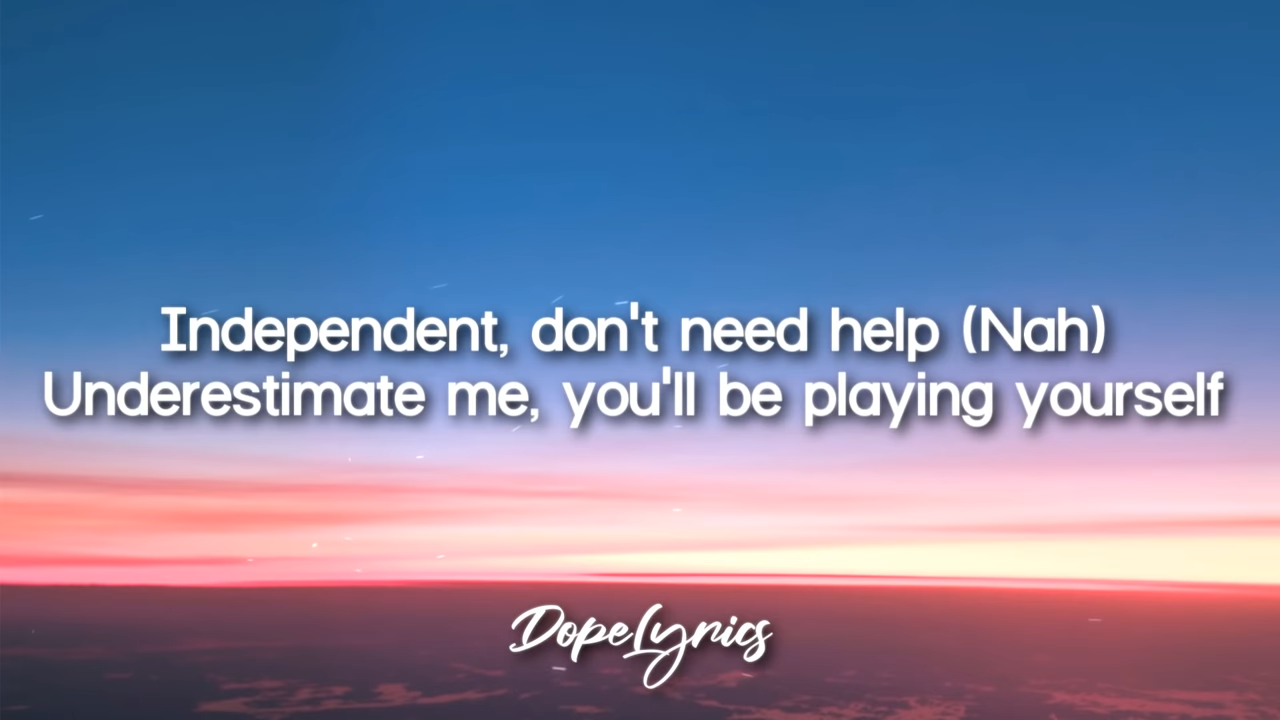 Independent, don't need help (Nah)
Underestimate me, you'll be playing yourself
DopeLyrics